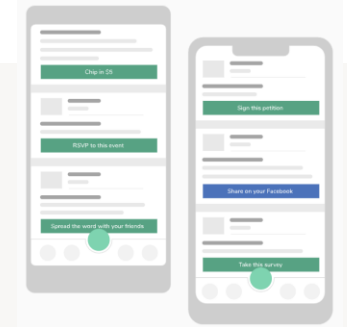 Chip in $5
RSVP to this event
Spread the word with your friends
Sign this petition
Share on your Facebook
Take this survey